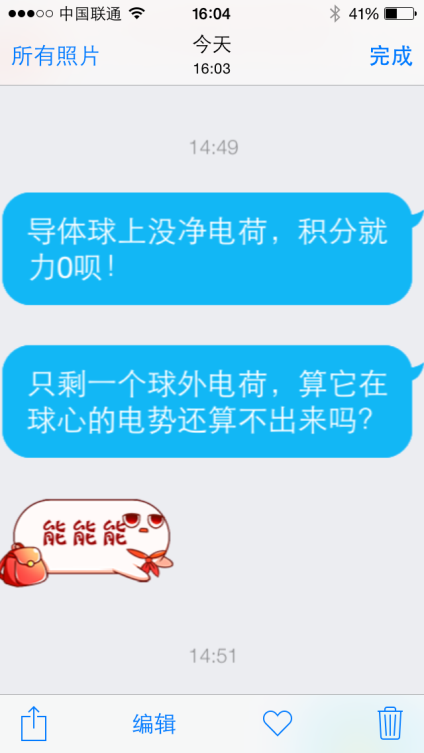 中国联通 16:04 41%
所有照片 今天 完成
16:03
14:49
导体球上没净电荷，积分就
力0呗！
只剩一个球外电荷，算它在
球心的电势还算不出来吗？
能能能
14:51
编辑